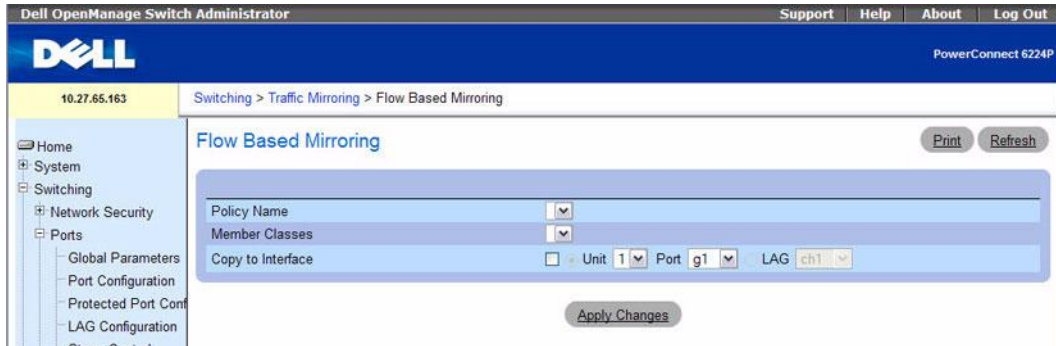 Dell OpenManage Switch Administrator
Support Help About Log Out
DELL
PowerConnect 6224P
10.27.65.163
Switching > Traffic Mirroring > Flow Based Mirroring
Home
System
Switching
Network Security
Ports
Global Parameters
Port Configuration
Protected Port Conf
LAG Configuration
Flow Based Mirroring
Print
Refresh
Policy Name
Member Classes
Copy to Interface Unit 1 Port g1 LAG ch1
Apply Changes